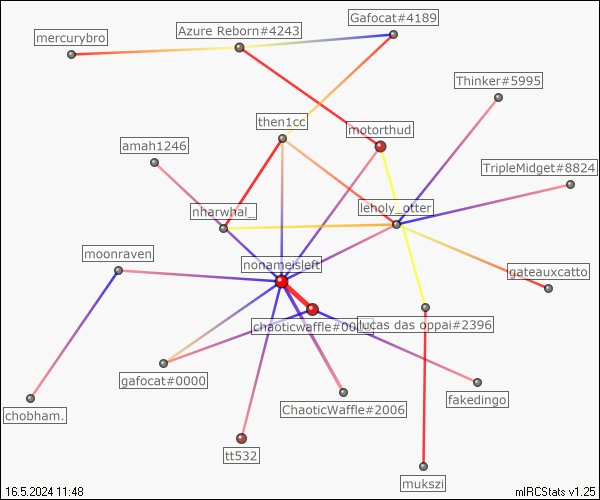 Gafocat#4189
Azure Reborn#4243
mercurybro
Thinker#5995
then1cc
motorthud
amah1246
TripleMidget#8824
nharwhal_
leholy_otter
moonraven
nonameisleft
gateauxcatto
chaoticwaffle#00
lucas das oppai#2396
gafocat#0000
fakedingo
ChaoticWaffle#2006
chobham.
tt532
mukszi
16.5.2024 11:48
mIRCStats v1.25